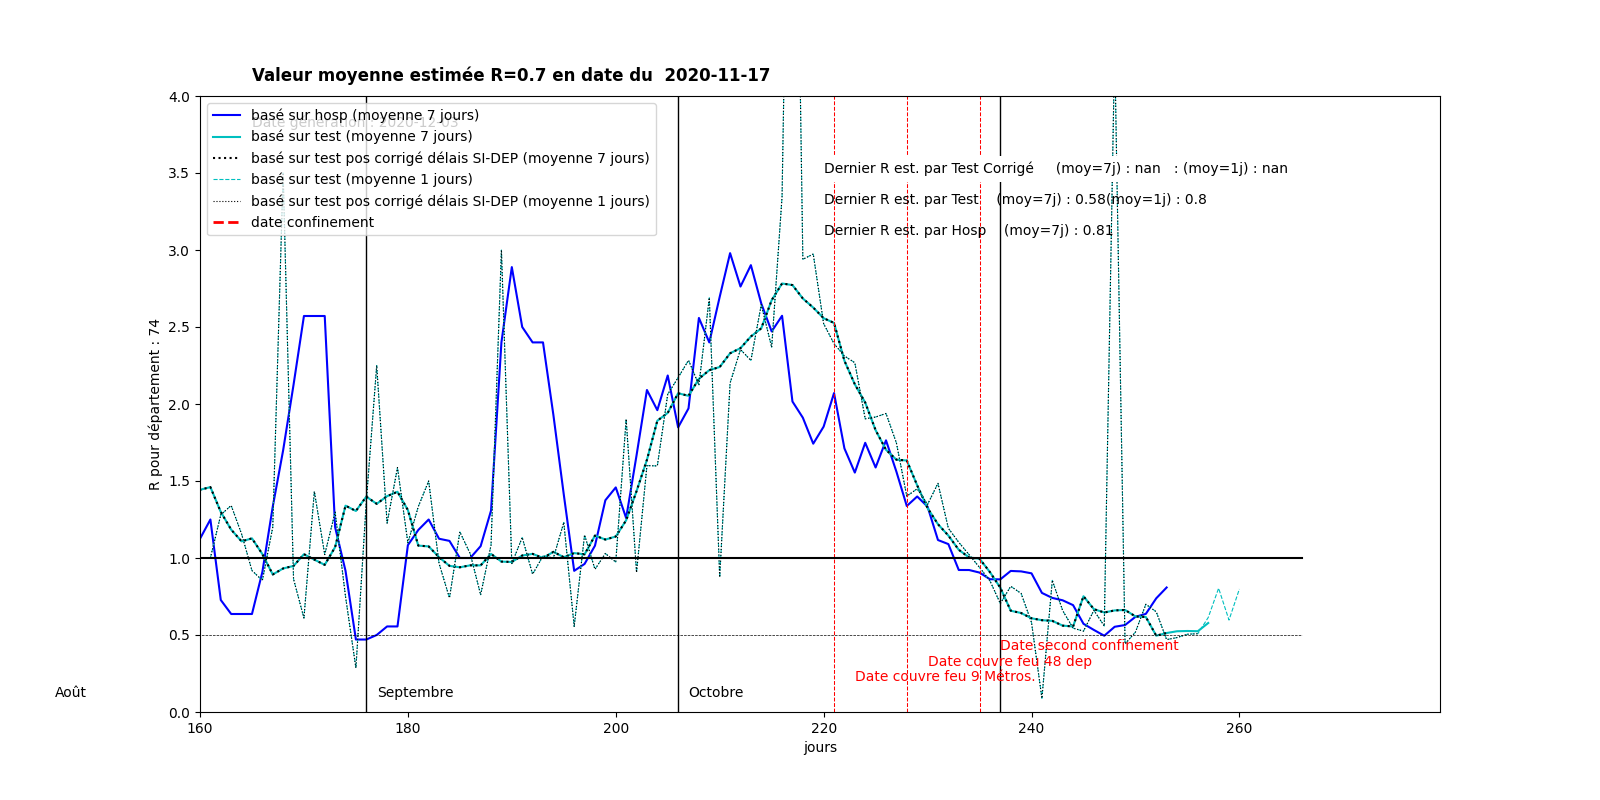 Valeur moyenne estimée R=0.7 en date du  2020-11-17
4.0
3.5
3.0
2.5
2.0
1.5
1.0
0.5
0.0
R pour département : 74
basé sur hosp (moyenne 7 jours)
Date génération : 2020-12-03
basé sur test (moyenne 7 jours)
basé sur test pos corrigé délais SI-DEP (moyenne 7 jours)
basé sur test (moyenne 1 jours)
basé sur test pos corrigé délais SI-DEP (moyenne 1 jours)
date confinement
Dernier R est. par Test Corrigé     (moy=7j) : nan   : (moy=1j) : nan
Dernier R est. par Test    (moy=7j) : 0.58(moy=1j) : 0.8
Dernier R est. par Hosp    (moy=7j) : 0.81
Date second confinement
Date couvre feu 48 dep
Date couvre feu 9 Métros.
Août
Septembre
Octobre
160 180 200 220 240 260
jours